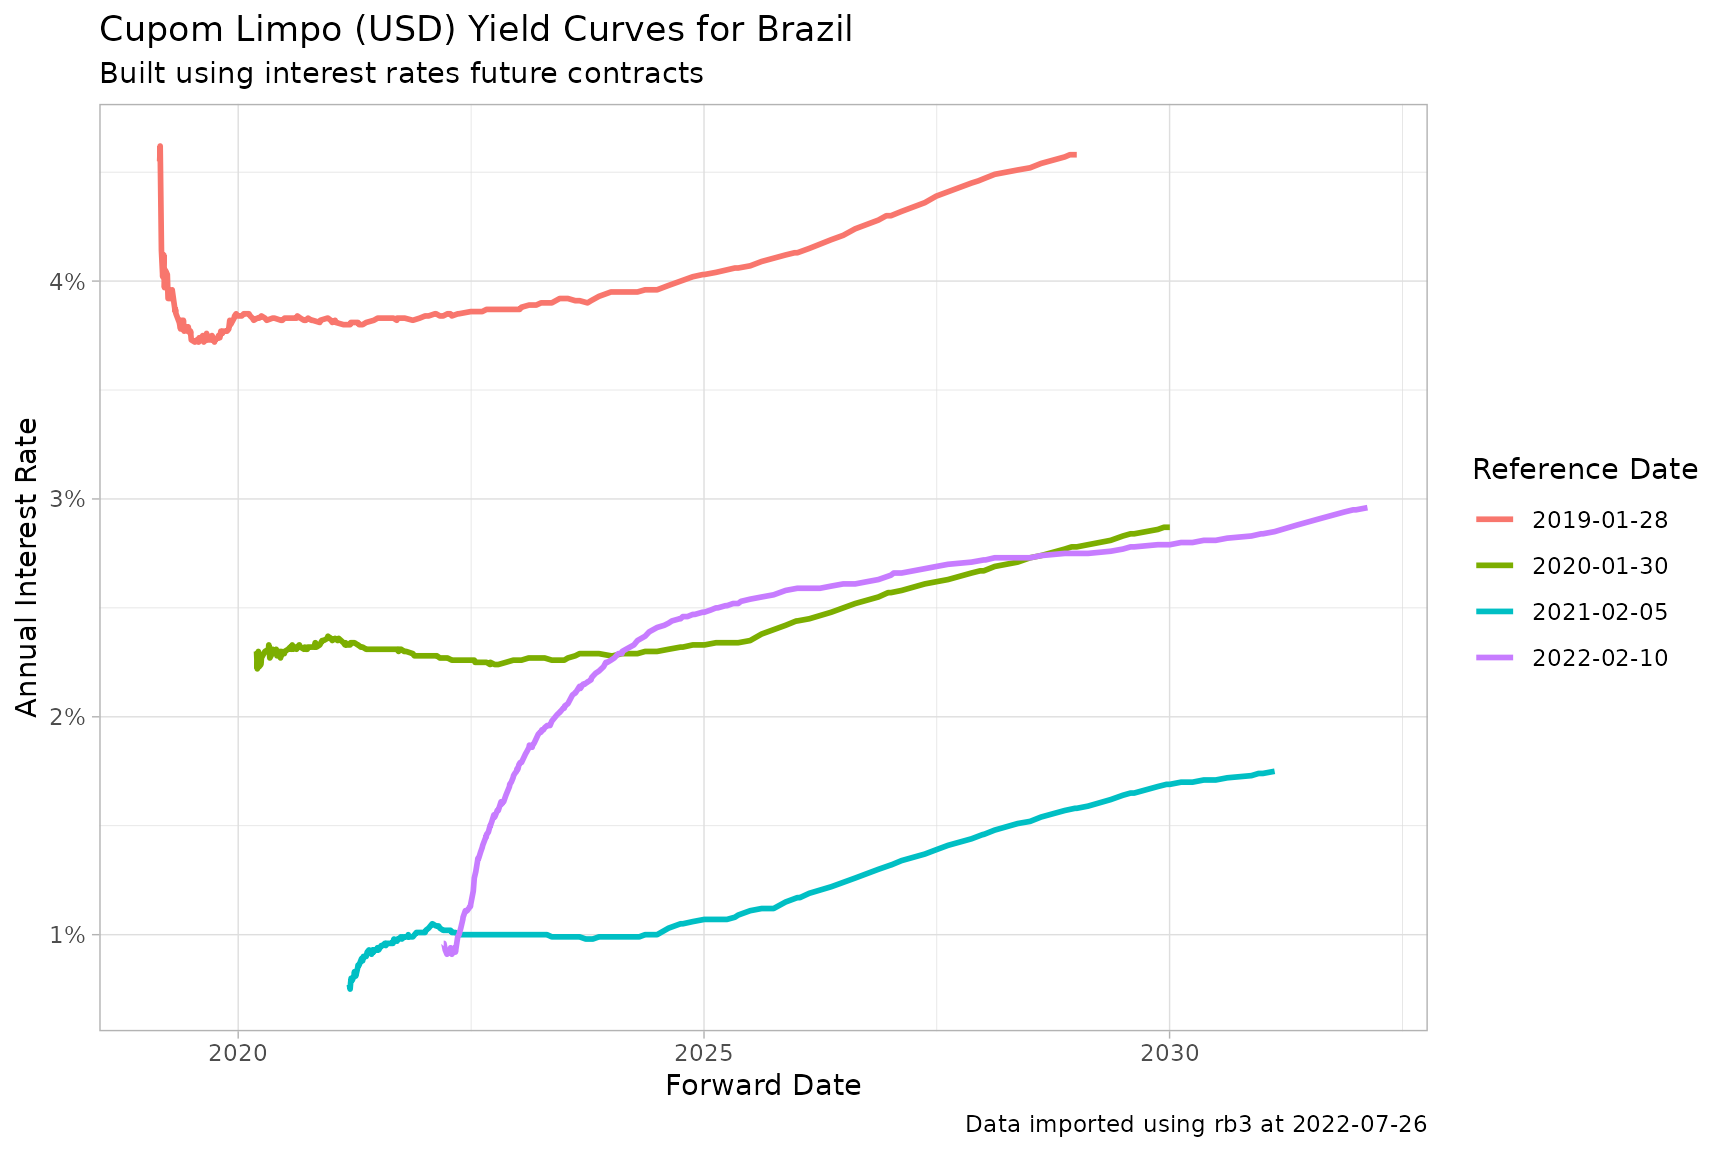 Cupom Limpo (USD) Yield Curves for Brazil
Built using interest rates future contracts
Annual Interest Rate
4%
3%
2%
1%
2020
2025
2030
Forward Date
Reference Date
2019-01-28
2020-01-30
2021-02-05
2022-02-10
Data imported using rb3 at 2022-07-26